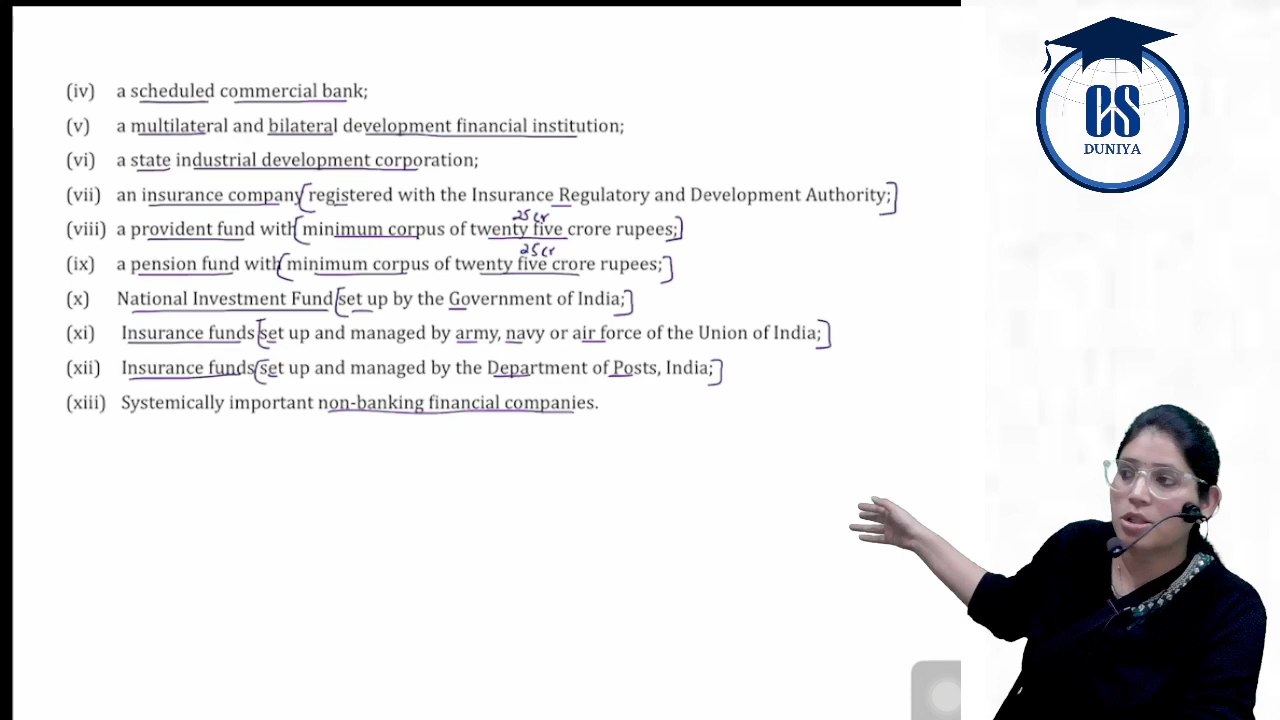 (iv) a scheduled commercial bank;
(v) a multilateral and bilateral development financial institution;
(vi) a state industrial development corporation;
(vii) an insurance company registered with the Insurance Regulatory and Development Authority;
25 cr
(viii) a provident fund with minimum corpus of twenty five crore rupees;
25 cr
(ix) a pension fund with minimum corpus of twenty five crore rupees;
(x) National Investment Fund set up by the Government of India;
(xi) Insurance funds set up and managed by army, navy or air force of the Union of India;
(xii) Insurance funds set up and managed by the Department of Posts, India;
(xiii) Systemically important non-banking financial companies.
CS
DUNIYA